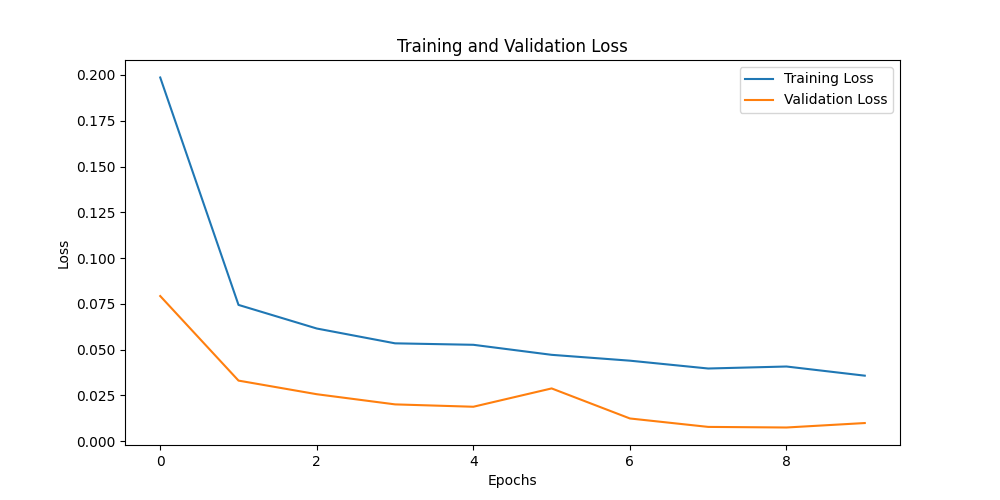 Training and Validation Loss
Training Loss
Validation Loss
0.200
0.175
0.150
0.125
0.100
0.075
0.050
0.025
0.000
Loss
0 2 4 6 8
Epochs